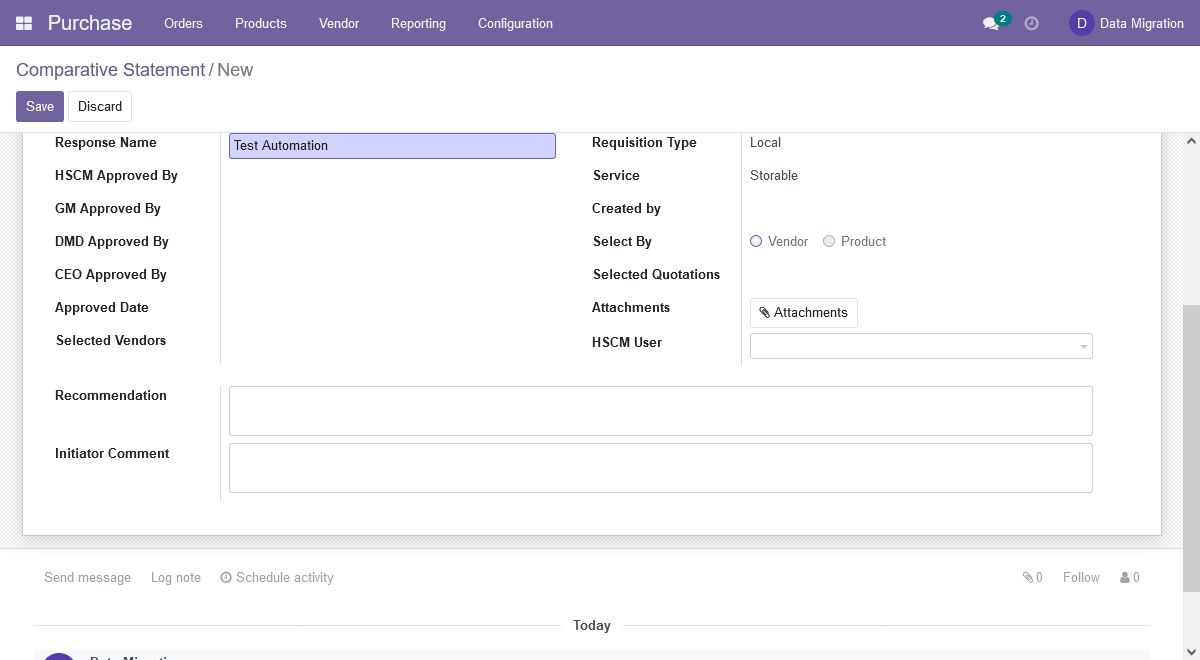 Purchase Orders Products Vendor Reporting Configuration 2 D Data Migration
Comparative Statement / New
Save Discard
Response Name Test Automation Requisition Type Local
HSCM Approved By Service Storable
GM Approved By Created by
DMD Approved By Select By Vendor Product
CEO Approved By Selected Quotations
Approved Date Attachments Attachments
Selected Vendors HSCM User
Recommendation
Initiator Comment
Send message Log note Schedule activity 0 Follow 0
Today